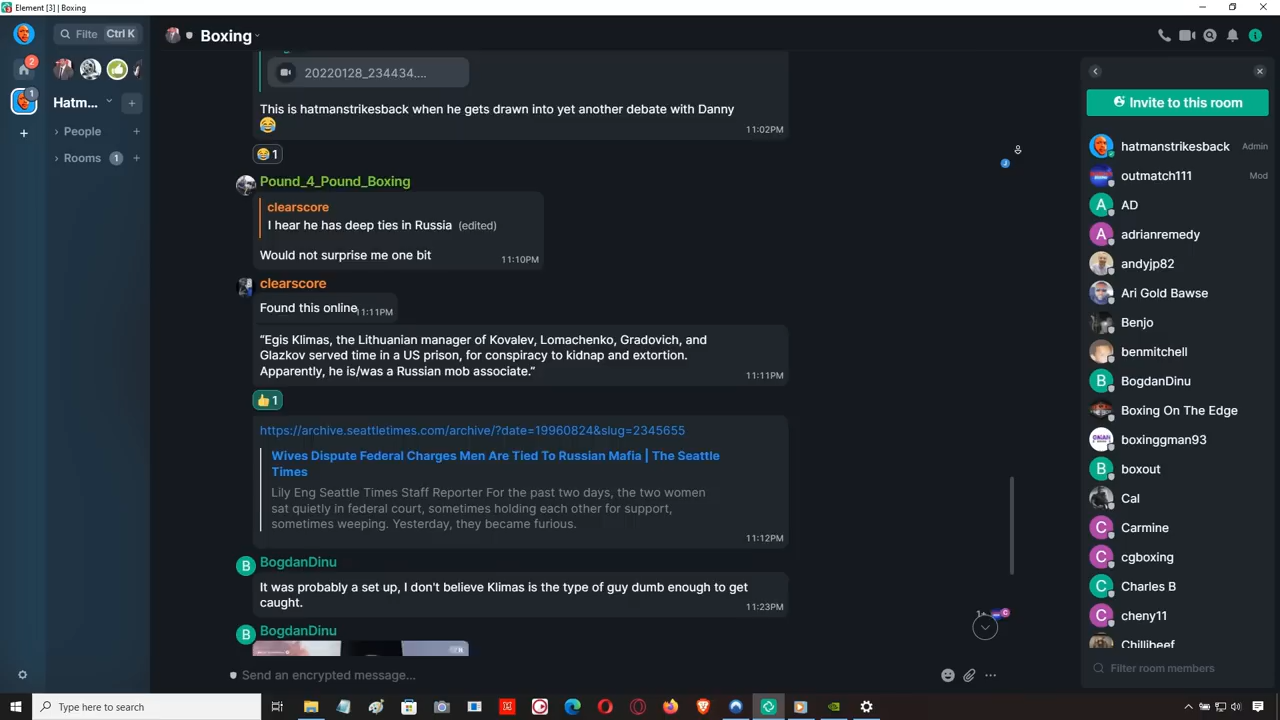 Element [3] | Boxing
Filte
Ctrl K
Boxing
2
1
Hatm...
People
Rooms
1
20220128_234434....
This is hatmanstrikesback when he gets drawn into yet another debate with Danny
😂
11:02PM
😂 1
Pound_4_Pound_Boxing
clearscore
I hear he has deep ties in Russia (edited)
Would not surprise me one bit
11:10PM
clearscore
Found this online
11:11PM
“Egis Klimas, the Lithuanian manager of Kovalev, Lomachenko, Gradovich, and
Glazkov served time in a US prison, for conspiracy to kidnap and extortion.
Apparently, he is/was a Russian mob associate.”
11:11PM
👍 1
https://archive.seattletimes.com/archive/?date=19960824&slug=2345655
Wives Dispute Federal Charges Men Are Tied To Russian Mafia | The Seattle
Times
Lily Eng Seattle Times Staff Reporter For the past two days, the two women
sat quietly in federal court, sometimes holding each other for support,
sometimes weeping. Yesterday, they became furious.
11:12PM
B
BogdanDinu
It was probably a set up, I don't believe Klimas is the type of guy dumb enough to get
caught.
11:23PM
B
BogdanDinu
Send an encrypted message...
Invite to this room
hatmanstrikesback
Admin
outmatch111
Mod
A
AD
A
adrianremedy
andyjp82
Ari Gold Bawse
Benjo
benmitchell
B
BogdanDinu
Boxing On The Edge
boxinggman93
B
boxout
Cal
C
Carmine
C
cgboxing
C
Charles B
C
cheny11
Chillibeef
Filter room members
Type here to search